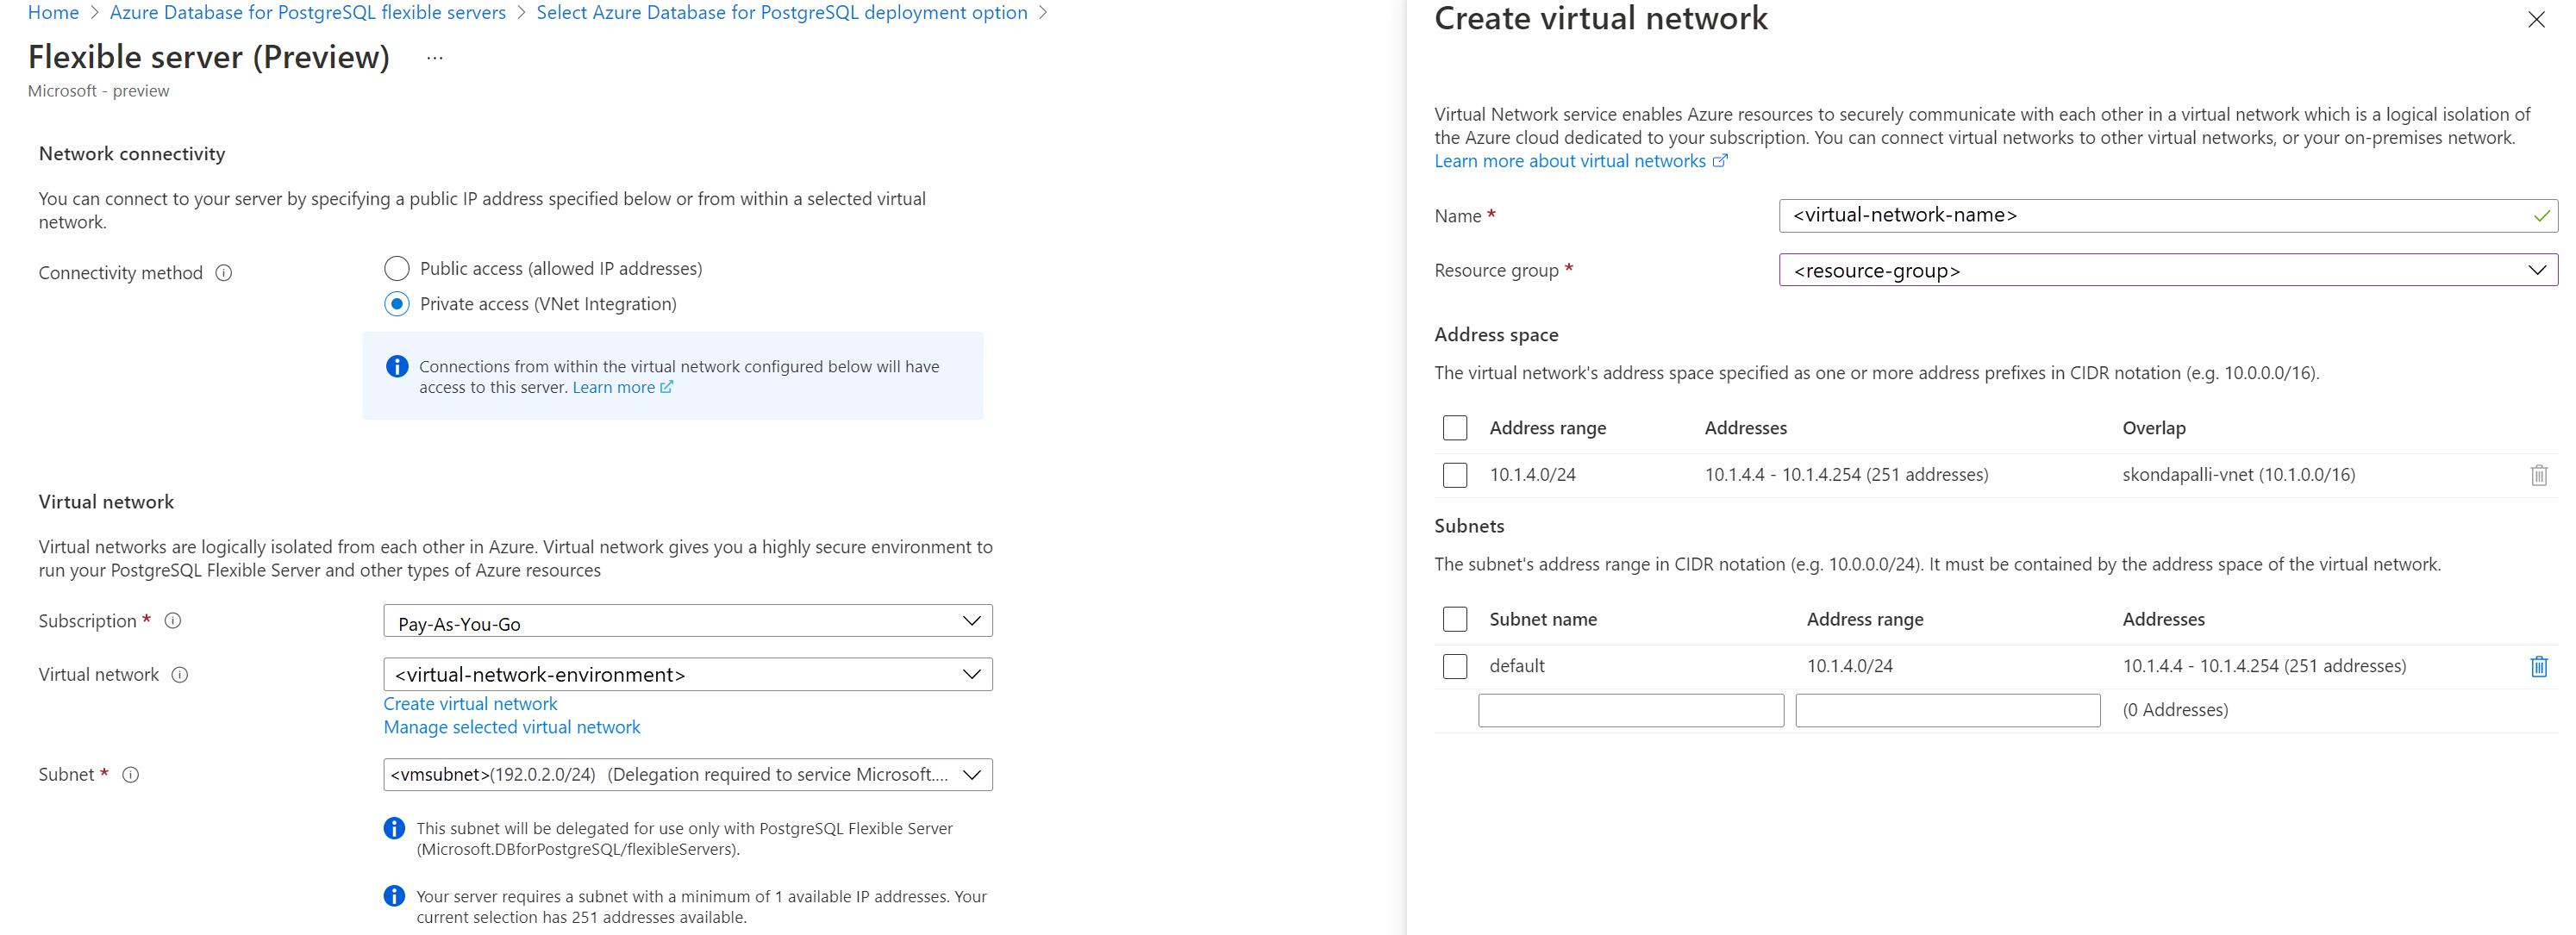 Home > Azure Database for PostgreSQL flexible servers > Select Azure Database for PostgreSQL deployment option >
Flexible server (Preview) ...
Microsoft - preview
Network connectivity
You can connect to your server by specifying a public IP address specified below or from within a selected virtual
network.
Connectivity method
Public access (allowed IP addresses)
Private access (VNet Integration)
Connections from within the virtual network configured below will have
access to this server. Learn more
Virtual network
Virtual networks are logically isolated from each other in Azure. Virtual network gives you a highly secure environment to
run your PostgreSQL Flexible Server and other types of Azure resources
Subscription *
Pay-As-You-Go
Virtual network
<virtual-network-environment>
Create virtual network
Manage selected virtual network
Subnet *
<vmsubnet>(192.0.2.0/24) (Delegation required to service Microsoft....
This subnet will be delegated for use only with PostgreSQL Flexible Server
(Microsoft.DBforPostgreSQL/flexibleServers).
Your server requires a subnet with a minimum of 1 available IP addresses. Your
current selection has 251 addresses available.
Create virtual network
Virtual Network service enables Azure resources to securely communicate with each other in a virtual network which is a logical isolation of
the Azure cloud dedicated to your subscription. You can connect virtual networks to other virtual networks, or your on-premises network.
Learn more about virtual networks
Name *
<virtual-network-name>
Resource group *
<resource-group>
Address space
The virtual network's address space specified as one or more address prefixes in CIDR notation (e.g. 10.0.0.0/16).
Address range Addresses Overlap
10.1.4.0/24 10.1.4.4 - 10.1.4.254 (251 addresses) skondapalli-vnet (10.1.0.0/16)
Subnets
The subnet's address range in CIDR notation (e.g. 10.0.0.0/24). It must be contained by the address space of the virtual network.
Subnet name Address range Addresses
default 10.1.4.0/24 10.1.4.4 - 10.1.4.254 (251 addresses)
(0 Addresses)